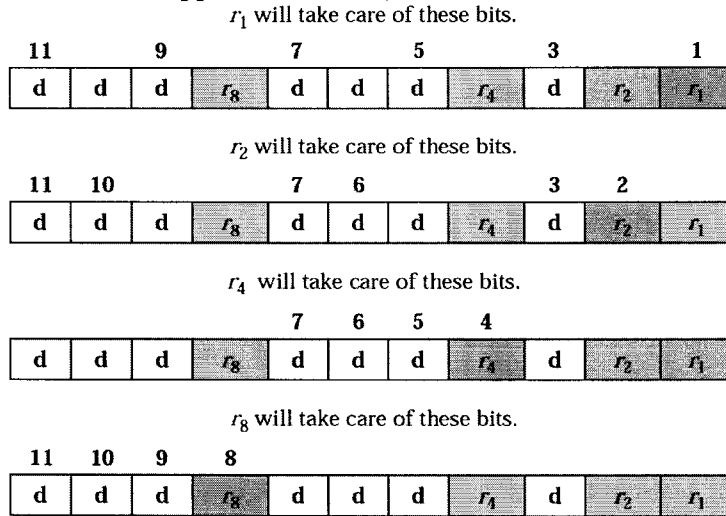 r₁ will take care of these bits.
11 9 7 5 3 1
d d d r₈ d d d r₄ d r₂ r₁
r₂ will take care of these bits.
11 10 7 6 3 2
d d d r₈ d d d r₄ d r₂ r₁
r₄ will take care of these bits.
7 6 5 4
d d d r₈ d d d r₄ d r₂ r₁
r₈ will take care of these bits.
11 10 9 8
d d d r₈ d d d r₄ d r₂ r₁